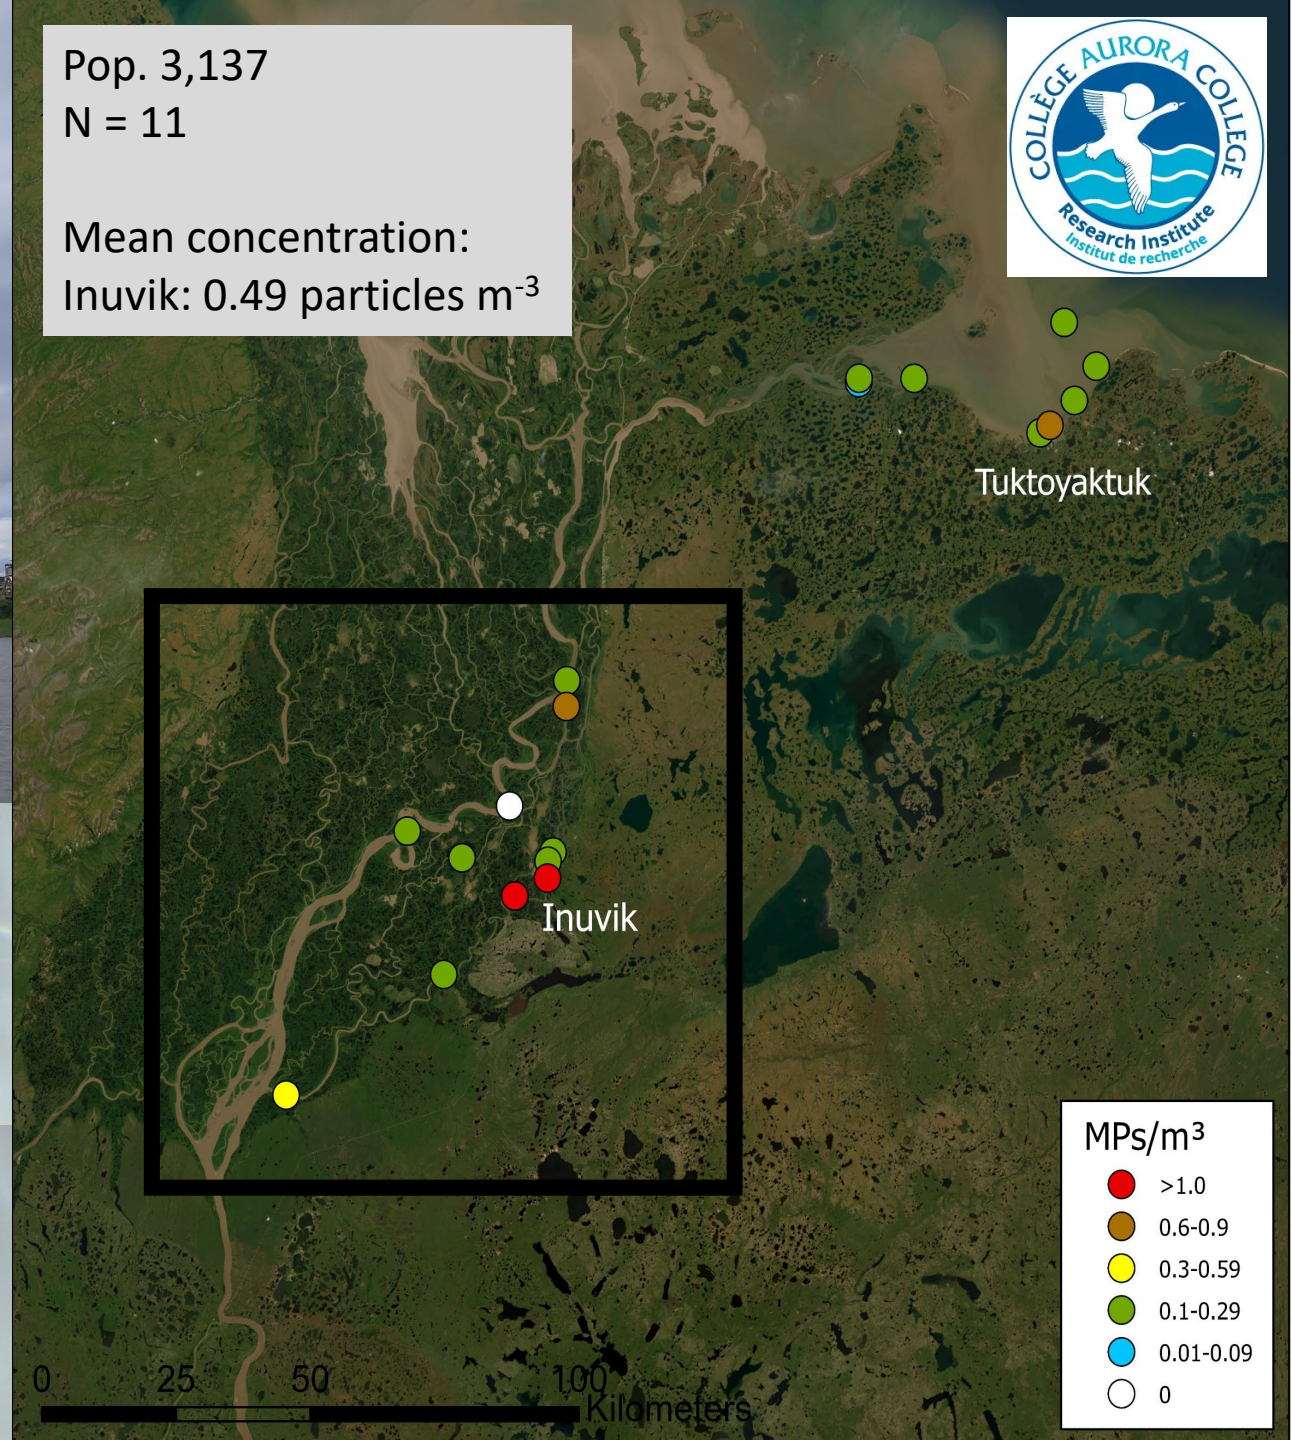 Pop. 3,137
N = 11
Mean concentration:
Inuvik: 0.49 particles m⁻³
COLLÈGE AURORA COLLEGE
Research Institute
Institut de recherche
Tuktoyaktuk
Inuvik
MPs/m³
>1.0
0.6-0.9
0.3-0.59
0.1-0.29
0.01-0.09
0
0 25 50 100
Kilometers